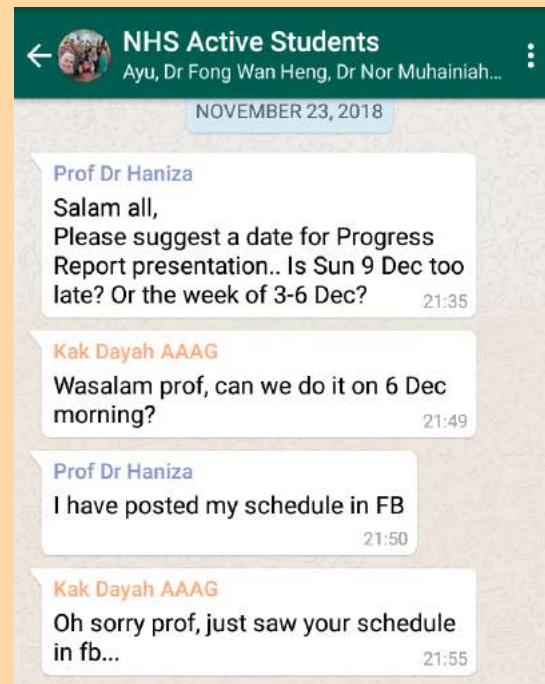 NHS Active Students
Ayu, Dr Fong Wan Heng, Dr Nor Muhainiah...
NOVEMBER 23, 2018
Prof Dr Haniza
Salam all,
Please suggest a date for Progress
Report presentation.. Is Sun 9 Dec too
late? Or the week of 3-6 Dec?
21:35
Kak Dayah AAAG
Wasalam prof, can we do it on 6 Dec
morning?
21:49
Prof Dr Haniza
I have posted my schedule in FB
21:50
Kak Dayah AAAG
Oh sorry prof, just saw your schedule
in fb...
21:55